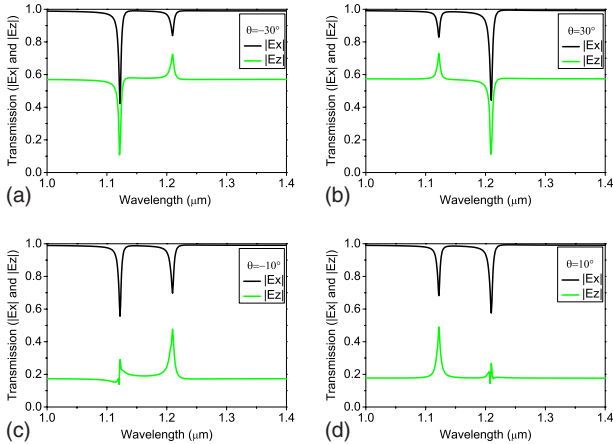 1.0
0.8
0.6
0.4
0.2
0.0
Transmission (|Ex| and |Ez|)
θ=−30°
|Ex|
|Ez|
1.0 1.1 1.2 1.3 1.4
Wavelength (μm)
(a)
1.0
0.8
0.6
0.4
0.2
0.0
Transmission (|Ex| and |Ez|)
θ=30°
|Ex|
|Ez|
1.0 1.1 1.2 1.3 1.4
Wavelength (μm)
(b)
1.0
0.8
0.6
0.4
0.2
0.0
Transmission (|Ex| and |Ez|)
θ=−10°
|Ex|
|Ez|
1.0 1.1 1.2 1.3 1.4
Wavelength (μm)
(c)
1.0
0.8
0.6
0.4
0.2
0.0
Transmission (|Ex| and |Ez|)
θ=10°
|Ex|
|Ez|
1.0 1.1 1.2 1.3 1.4
Wavelength (μm)
(d)